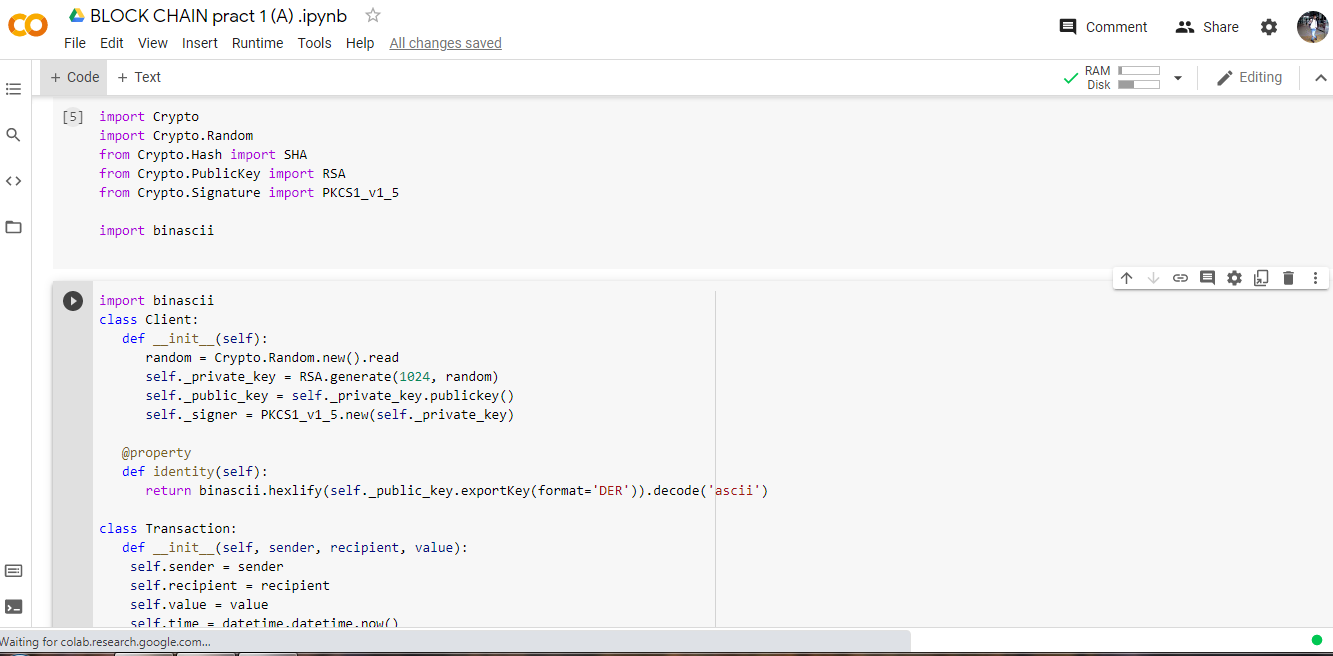 BLOCK CHAIN pract 1 (A) .ipynb
Comment Share
File Edit View Insert Runtime Tools Help All changes saved
+ Code + Text
RAM
Disk
Editing
[5] import Crypto
import Crypto.Random
from Crypto.Hash import SHA
from Crypto.PublicKey import RSA
from Crypto.Signature import PKCS1_v1_5
import binascii
import binascii
class Client:
def __init__(self):
random = Crypto.Random.new().read
self._private_key = RSA.generate(1024, random)
self._public_key = self._private_key.publickey()
self._signer = PKCS1_v1_5.new(self._private_key)
@property
def identity(self):
return binascii.hexlify(self._public_key.exportKey(format='DER')).decode('ascii')
class Transaction:
def __init__(self, sender, recipient, value):
self.sender = sender
self.recipient = recipient
self.value = value
self.time = datetime.datetime.now()
Waiting for colab.research.google.com...